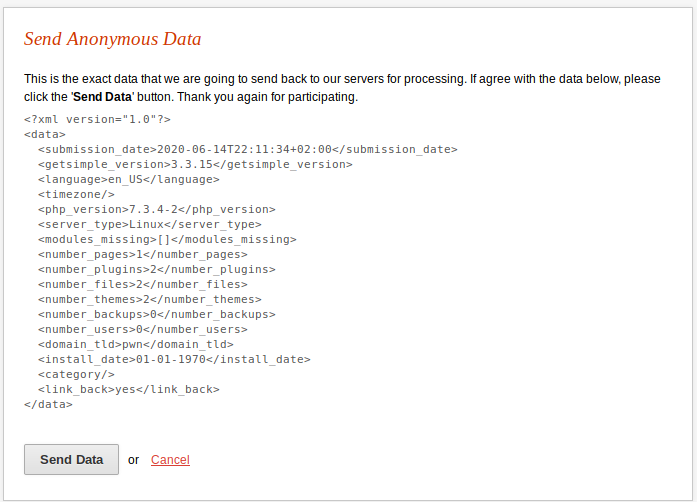 Send Anonymous Data
This is the exact data that we are going to send back to our servers for processing. If agree with the data below, please
click the 'Send Data' button. Thank you again for participating.
<?xml version="1.0"?>
<data>
  <submission_date>2020-06-14T22:11:34+02:00</submission_date>
  <getsimple_version>3.3.15</getsimple_version>
  <language>en_US</language>
  <timezone/>
  <php_version>7.3.4-2</php_version>
  <server_type>Linux</server_type>
  <modules_missing>[]</modules_missing>
  <number_pages>1</number_pages>
  <number_plugins>2</number_plugins>
  <number_files>2</number_files>
  <number_themes>2</number_themes>
  <number_backups>0</number_backups>
  <number_users>0</number_users>
  <domain_tld>pwn</domain_tld>
  <install_date>01-01-1970</install_date>
  <category/>
  <link_back>yes</link_back>
</data>
Send Data or Cancel